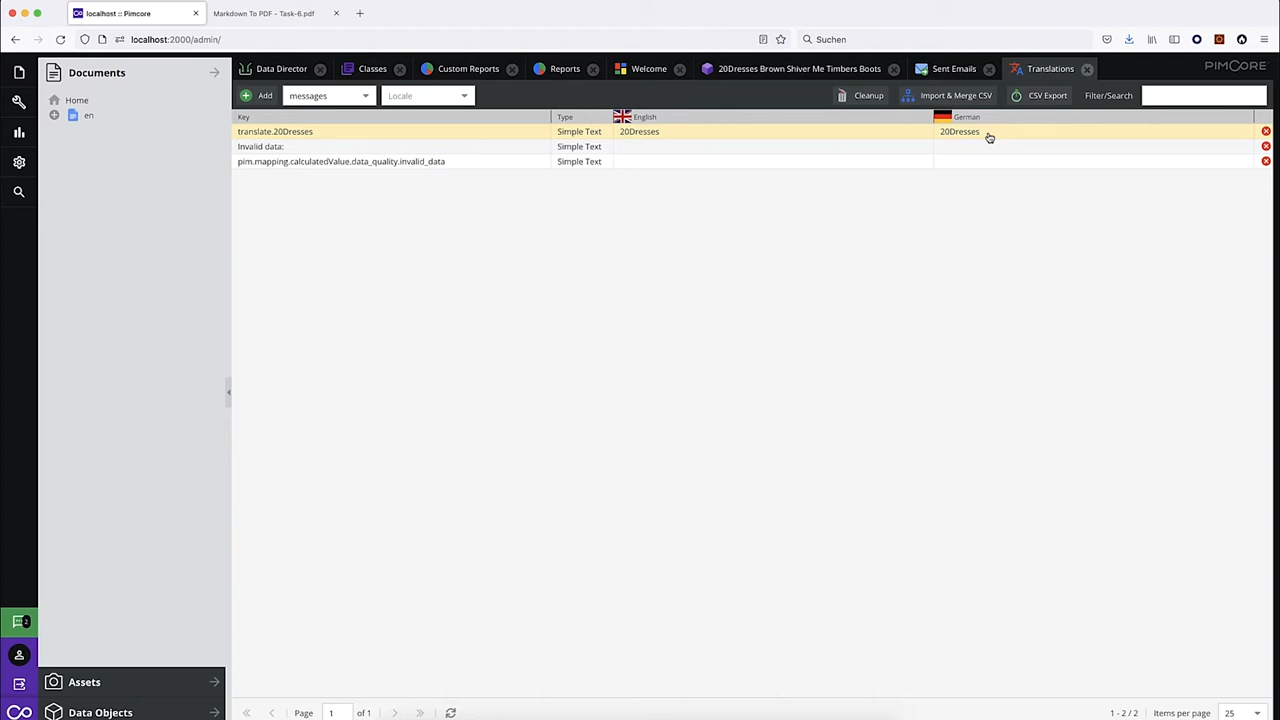 localhost :: Pimcore
Markdown To PDF - Task-6.pdf
localhost:2000/admin/
Suchen
Documents
Data Director
Classes
Custom Reports
Reports
Welcome
20Dresses Brown Shiver Me Timbers Boots
Sent Emails
Translations
PIMCORE
Home
en
Add
messages
Locale
Cleanup
Import & Merge CSV
CSV Export
Filter/Search
Key
Type
English
German
translate.20Dresses
Simple Text
20Dresses
20Dresses
Invalid data:
Simple Text
pim.mapping.calculatedValue.data_quality.invalid_data
Simple Text
2
Assets
Data Objects
Page
1
of 1
1 - 2 / 2
Items per page
25